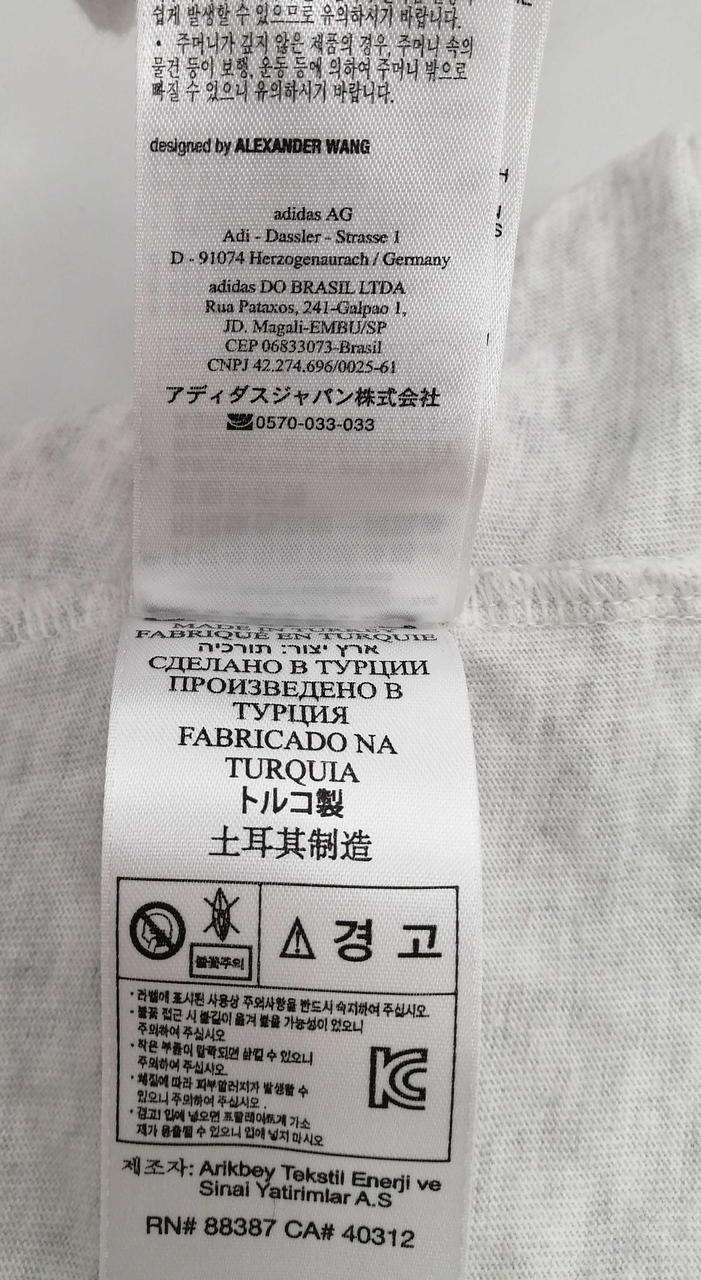 쉽게 발생할 수 있으므로 유의하시기 바랍니다.
• 주머니가 깊지 않은 제품의 경우, 주머니 속의
물건 등이 보행, 운동 등에 의하여 주머니 밖으로
빠질 수 있으니 유의하시기 바랍니다.
designed by ALEXANDER WANG
adidas AG
Adi - Dassler - Strasse 1
D - 91074 Herzogenaurach / Germany
adidas DO BRASIL LTDA
Rua Pataxos, 241-Galpao 1,
JD. Magali-EMBU/SP
CEP 06833073-Brasil
CNPJ 42.274.696/0025-61
アディダスジャパン株式会社
0570-033-033
MADE IN TURKEY
FABRIQUE EN TURQUIE
ארץ יצור: תורכיה
СДЕЛАНО В ТУРЦИИ
ПРОИЗВЕДЕНО В
ТУРЦИЯ
FABRICADO NA
TURQUIA
トルコ製
土耳其制造
불꽃주의
경 고
• 라벨에 표시된 사용상 주의사항을 반드시 숙지하여 주십시오.
• 불꽃 접근 시 불길이 옮겨 붙을 가능성이 있으니
주의하여 주십시오
• 작은 부품이 탈락되면 삼킬 수 있으니
주의하여 주십시오.
• 체질에 따라 피부알러지가 발생할 수
있으니 주의하여 주십시오.
• 경고! 입에 넣으면 프탈레이트계 가소
제가 용출될 수 있으니 입에 넣지 마시오
제조자: Arikbey Tekstil Enerji ve
Sinai Yatirimlar A.S
RN# 88387 CA# 40312